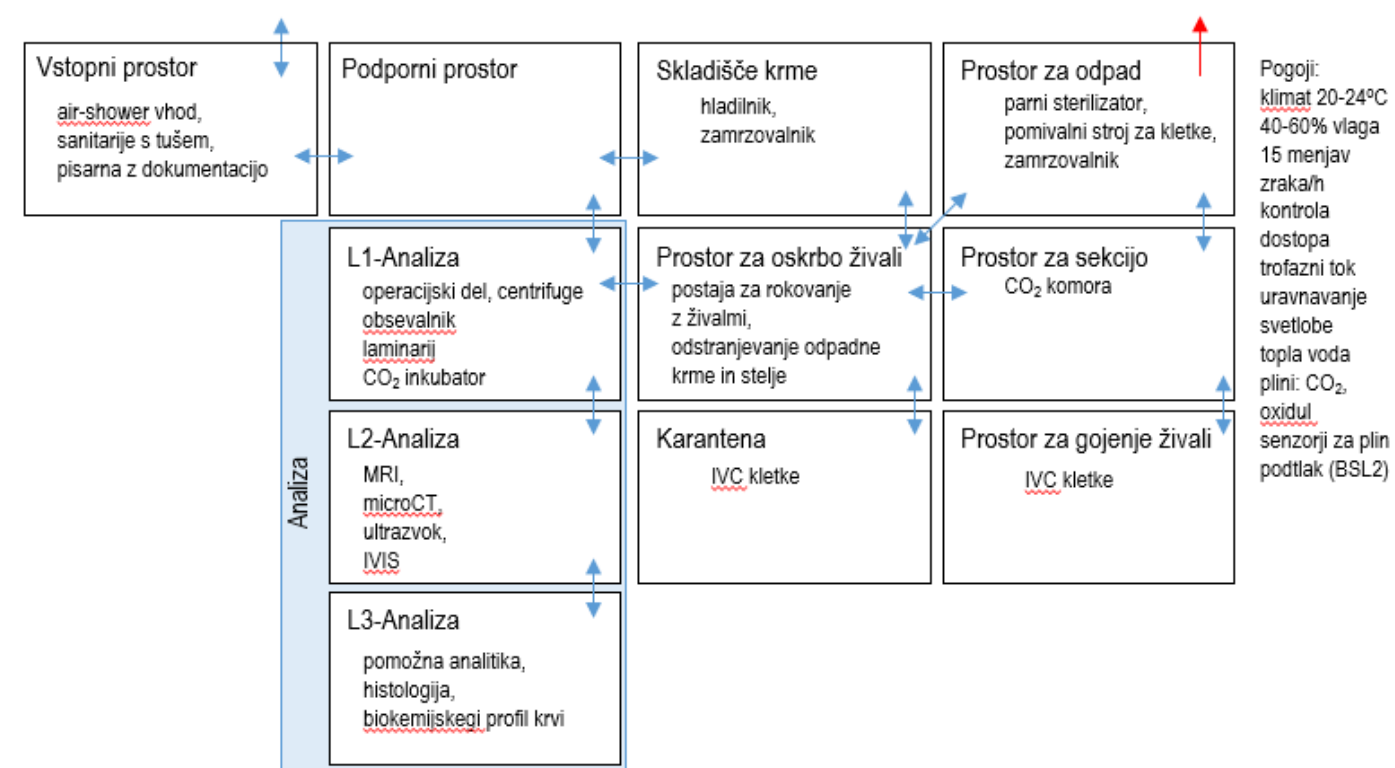 Vstopni prostor
air-shower vhod,
sanitarije s tušem,
pisarna z dokumentacijo
Podporni prostor
Skladišče krme
hladilnik,
zamrzovalnik
Prostor za odpad
parni sterilizator,
pomivalni stroj za kletke,
zamrzovalnik
Analiza
L1-Analiza
operacijski del, centrifuge
obsevalnik
laminarij
CO₂ inkubator
Prostor za oskrbo živali
postaja za rokovanje
z živalmi,
odstranjevanje odpadne
krme in stelje
Prostor za sekcijo
CO₂ komora
L2-Analiza
MRI,
microCT,
ultrazvok,
IVIS
Karantena
IVC kletke
Prostor za gojenje živali
IVC kletke
L3-Analiza
pomožna analitika,
histologija,
biokemijskegi profil krvi
Pogoji:
klimat 20-24ºC
40-60% vlaga
15 menjav
zraka/h
kontrola
dostopa
trofazni tok
uravnavanje
svetlobe
topla voda
plini: CO₂,
oxidul
senzorji za plin
podtlak (BSL2)